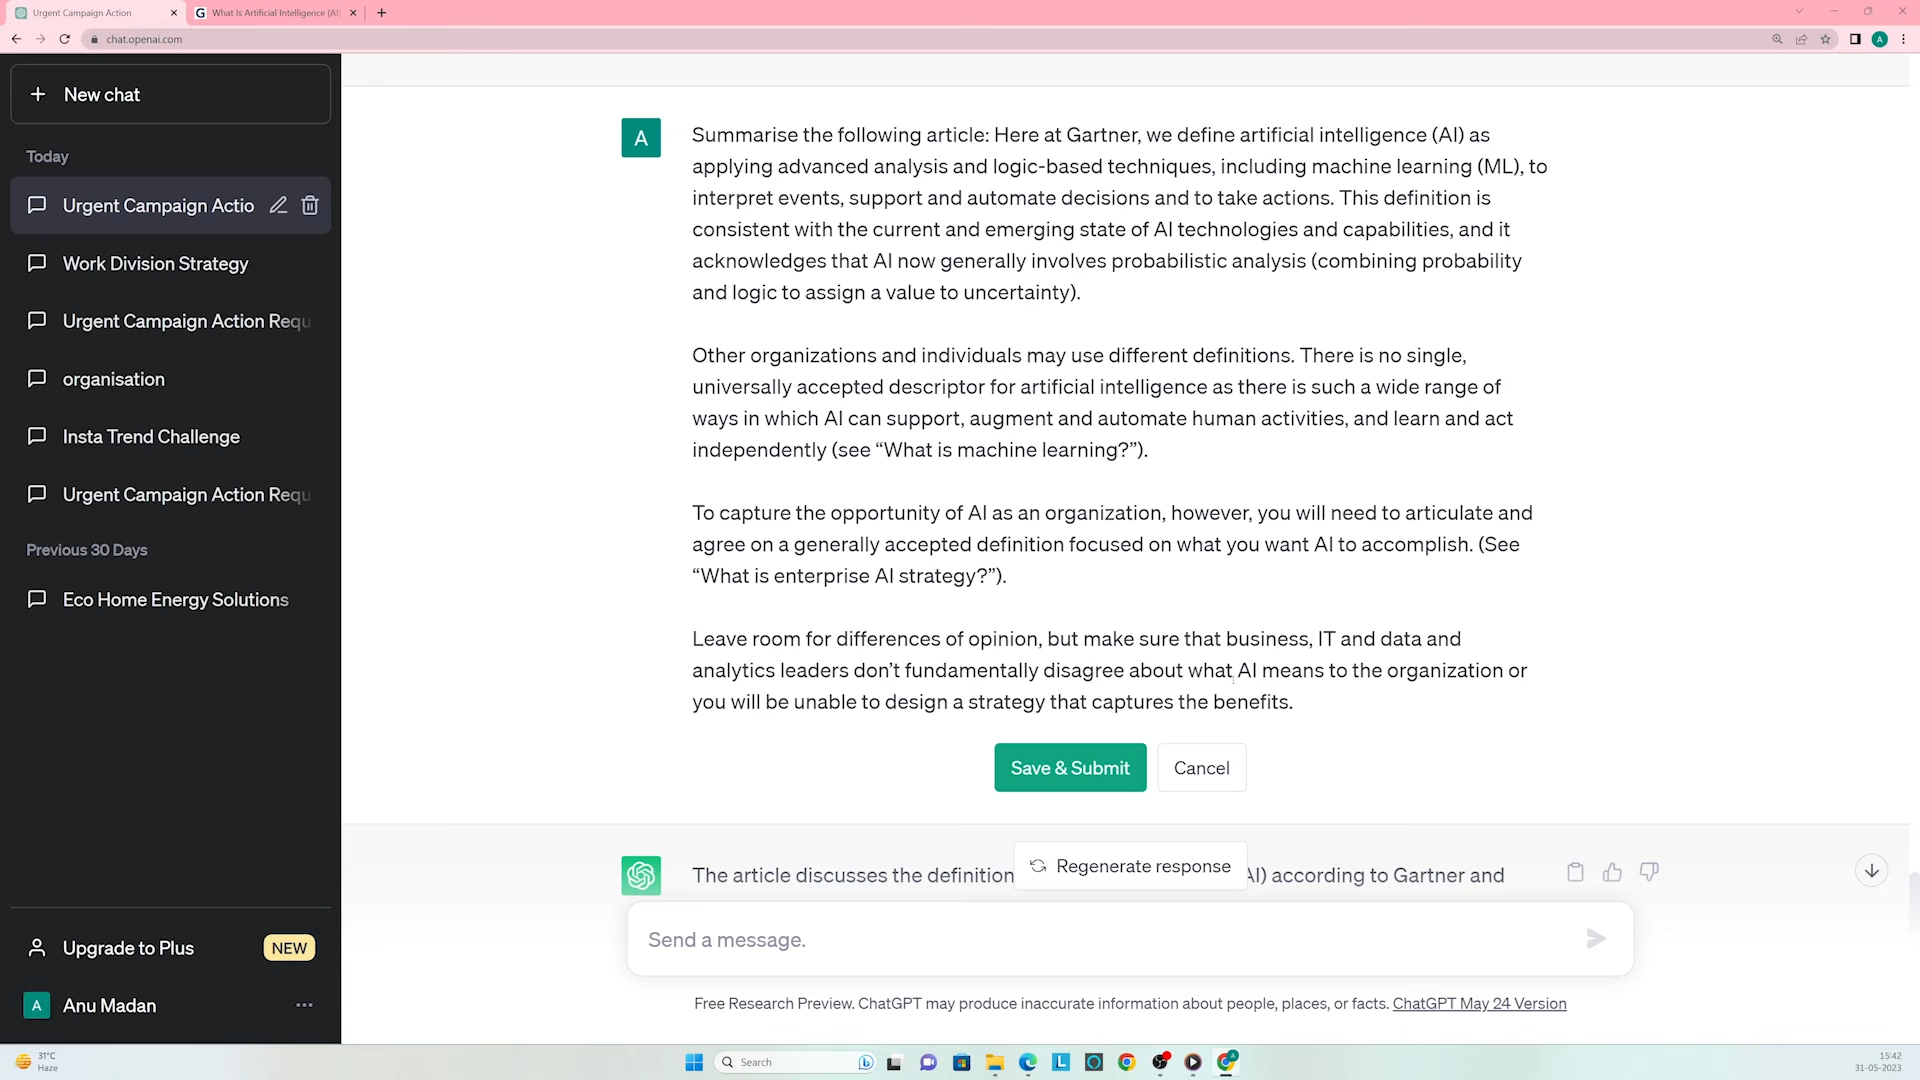 Urgent Campaign Action
What Is Artificial Intelligence (AI)
chat.openai.com
A
New chat
Today
Urgent Campaign Actio
Work Division Strategy
Urgent Campaign Action Requ
organisation
Insta Trend Challenge
Urgent Campaign Action Requ
Previous 30 Days
Eco Home Energy Solutions
Upgrade to Plus
NEW
A
Anu Madan
A
Summarise the following article: Here at Gartner, we define artificial intelligence (AI) as
applying advanced analysis and logic-based techniques, including machine learning (ML), to
interpret events, support and automate decisions and to take actions. This definition is
consistent with the current and emerging state of AI technologies and capabilities, and it
acknowledges that AI now generally involves probabilistic analysis (combining probability
and logic to assign a value to uncertainty).
Other organizations and individuals may use different definitions. There is no single,
universally accepted descriptor for artificial intelligence as there is such a wide range of
ways in which AI can support, augment and automate human activities, and learn and act
independently (see “What is machine learning?”).
To capture the opportunity of AI as an organization, however, you will need to articulate and
agree on a generally accepted definition focused on what you want AI to accomplish. (See
“What is enterprise AI strategy?”).
Leave room for differences of opinion, but make sure that business, IT and data and
analytics leaders don’t fundamentally disagree about what AI means to the organization or
you will be unable to design a strategy that captures the benefits.
Save & Submit
Cancel
The article discusses the definition AI) according to Gartner and
Regenerate response
Send a message.
Free Research Preview. ChatGPT may produce inaccurate information about people, places, or facts. ChatGPT May 24 Version
31°C
Haze
Search
15:42
31-05-2023